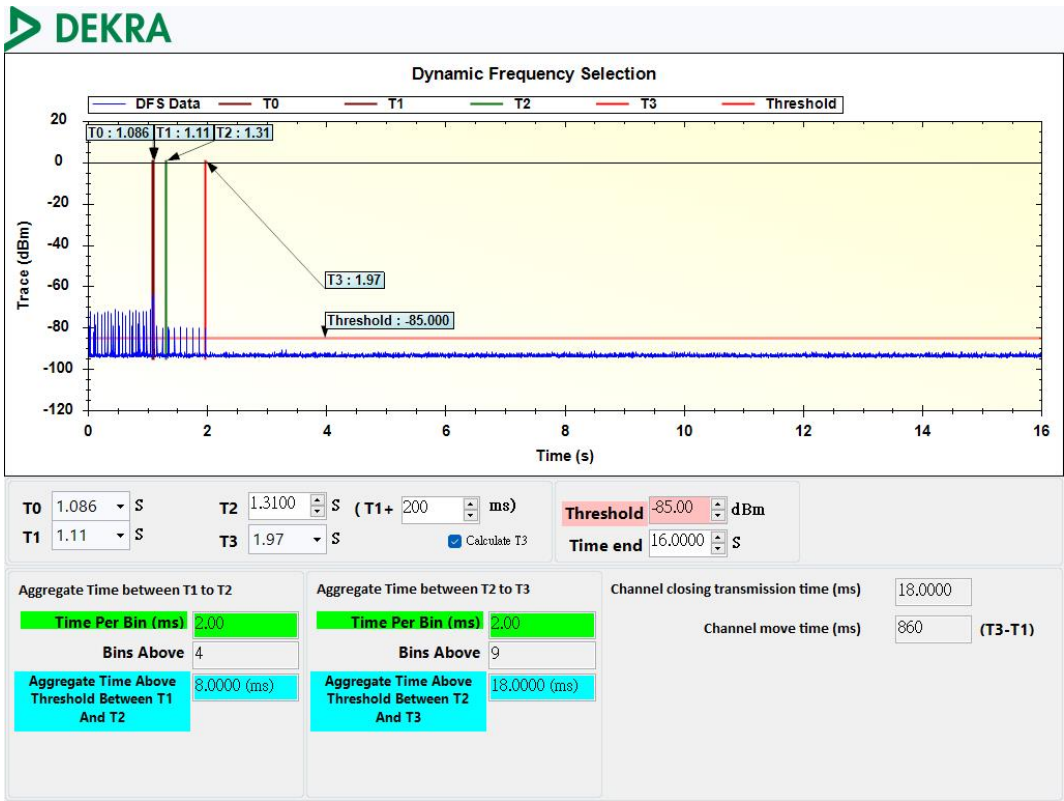 DEKRA
Dynamic Frequency Selection
DFS Data T0 T1 T2 T3 Threshold
T0 : 1.086 T1 : 1.11 T2 : 1.31
T3 : 1.97
Threshold : -85.000
Trace (dBm)
20
0
-20
-40
-60
-80
-100
-120
0 2 4 6 8 10 12 14 16
Time (s)
T0 1.086 S T2 1.3100 S ( T1+ 200 ms) Threshold -85.00 dBm
T1 1.11 S T3 1.97 S Calculate T3 Time end 16.0000 S
Aggregate Time between T1 to T2
Time Per Bin (ms) 2.00
Bins Above 4
Aggregate Time Above
Threshold Between T1
And T2
8.0000 (ms)
Aggregate Time between T2 to T3
Time Per Bin (ms) 2.00
Bins Above 9
Aggregate Time Above
Threshold Between T2
And T3
18.0000 (ms)
Channel closing transmission time (ms) 18.0000
Channel move time (ms) 860 (T3-T1)